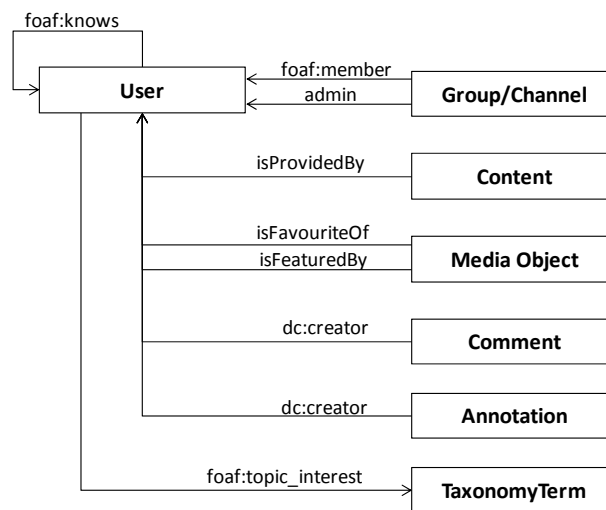 foaf:knows
User
foaf:member
admin
Group/Channel
isProvidedBy
Content
isFavouriteOf
isFeaturedBy
Media Object
dc:creator
Comment
dc:creator
Annotation
foaf:topic_interest
TaxonomyTerm